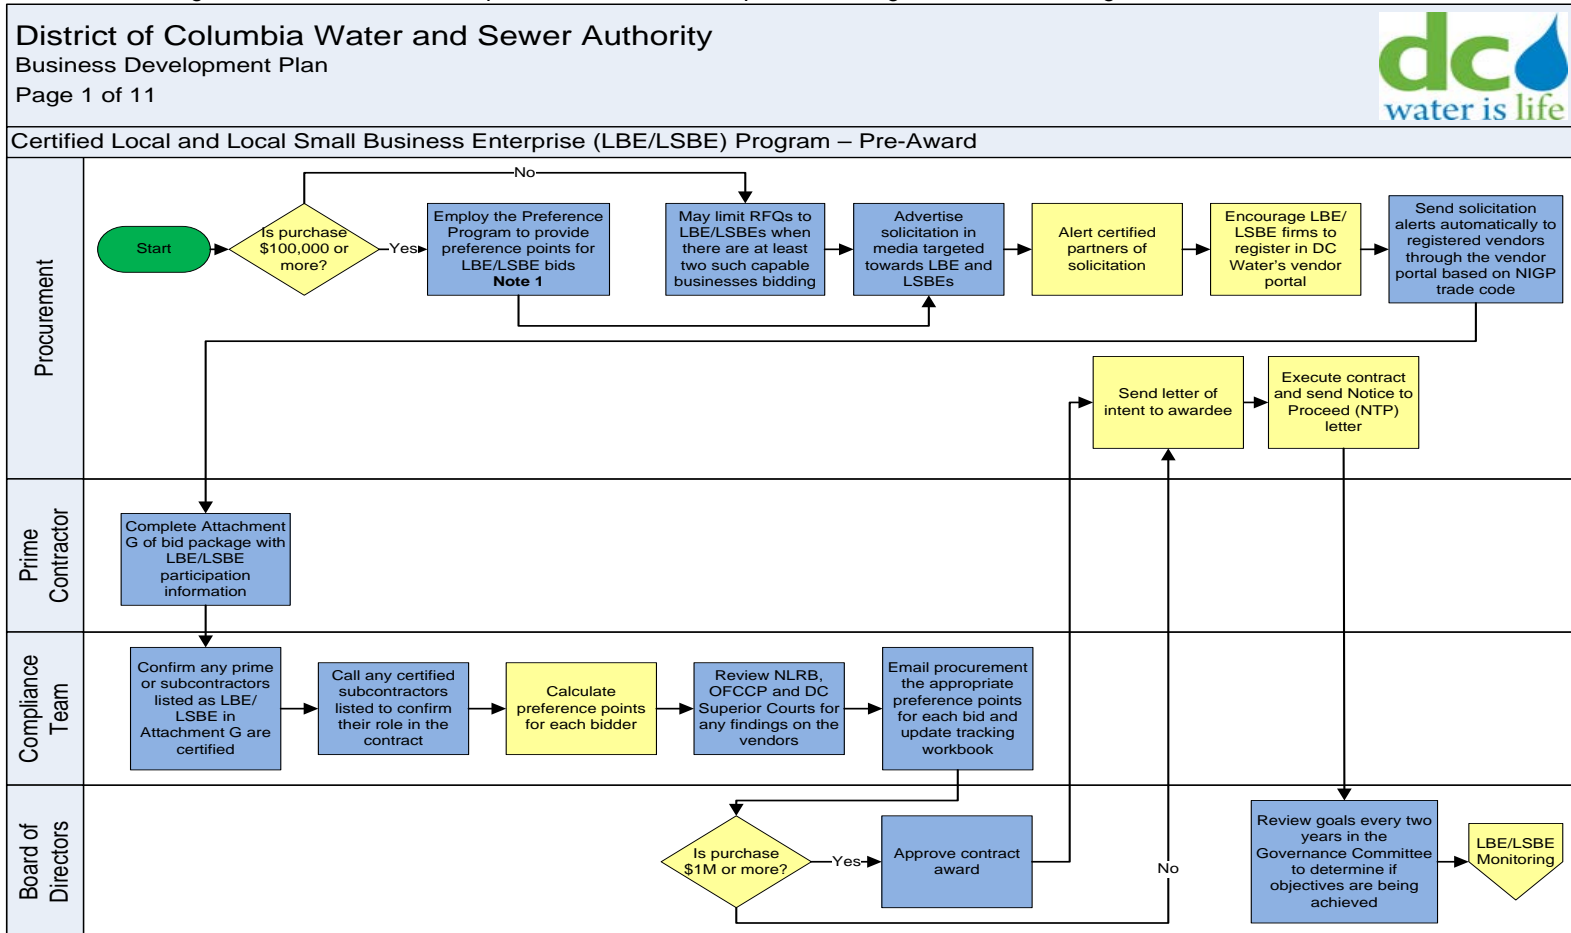 District of Columbia Water and Sewer Authority
Business Development Plan
Page 1 of 11
dc
water is life
Certified Local and Local Small Business Enterprise (LBE/LSBE) Program – Pre-Award
Procurement
Start
Is purchase
$100,000 or
more?
No
Yes
Employ the Preference
Program to provide
preference points for
LBE/LSBE bids
Note 1
May limit RFQs to
LBE/LSBEs when
there are at least
two such capable
businesses bidding
Advertise
solicitation in
media targeted
towards LBE and
LSBEs
Alert certified
partners of
solicitation
Encourage LBE/
LSBE firms to
register in DC
Water's vendor
portal
Send solicitation
alerts automatically to
registered vendors
through the vendor
portal based on NIGP
trade code
Send letter of
intent to awardee
Execute contract
and send Notice to
Proceed (NTP)
letter
Prime
Contractor
Complete Attachment
G of bid package with
LBE/LSBE
participation
information
Compliance
Team
Confirm any prime
or subcontractors
listed as LBE/
LSBE in
Attachment G are
certified
Call any certified
subcontractors
listed to confirm
their role in the
contract
Calculate
preference points
for each bidder
Review NLRB,
OFCCP and DC
Superior Courts for
any findings on the
vendors
Email procurement
the appropriate
preference points
for each bid and
update tracking
workbook
Board of
Directors
Is purchase
$1M or more?
Yes
Approve contract
award
No
Review goals every two
years in the
Governance Committee
to determine if
objectives are being
achieved
LBE/LSBE
Monitoring